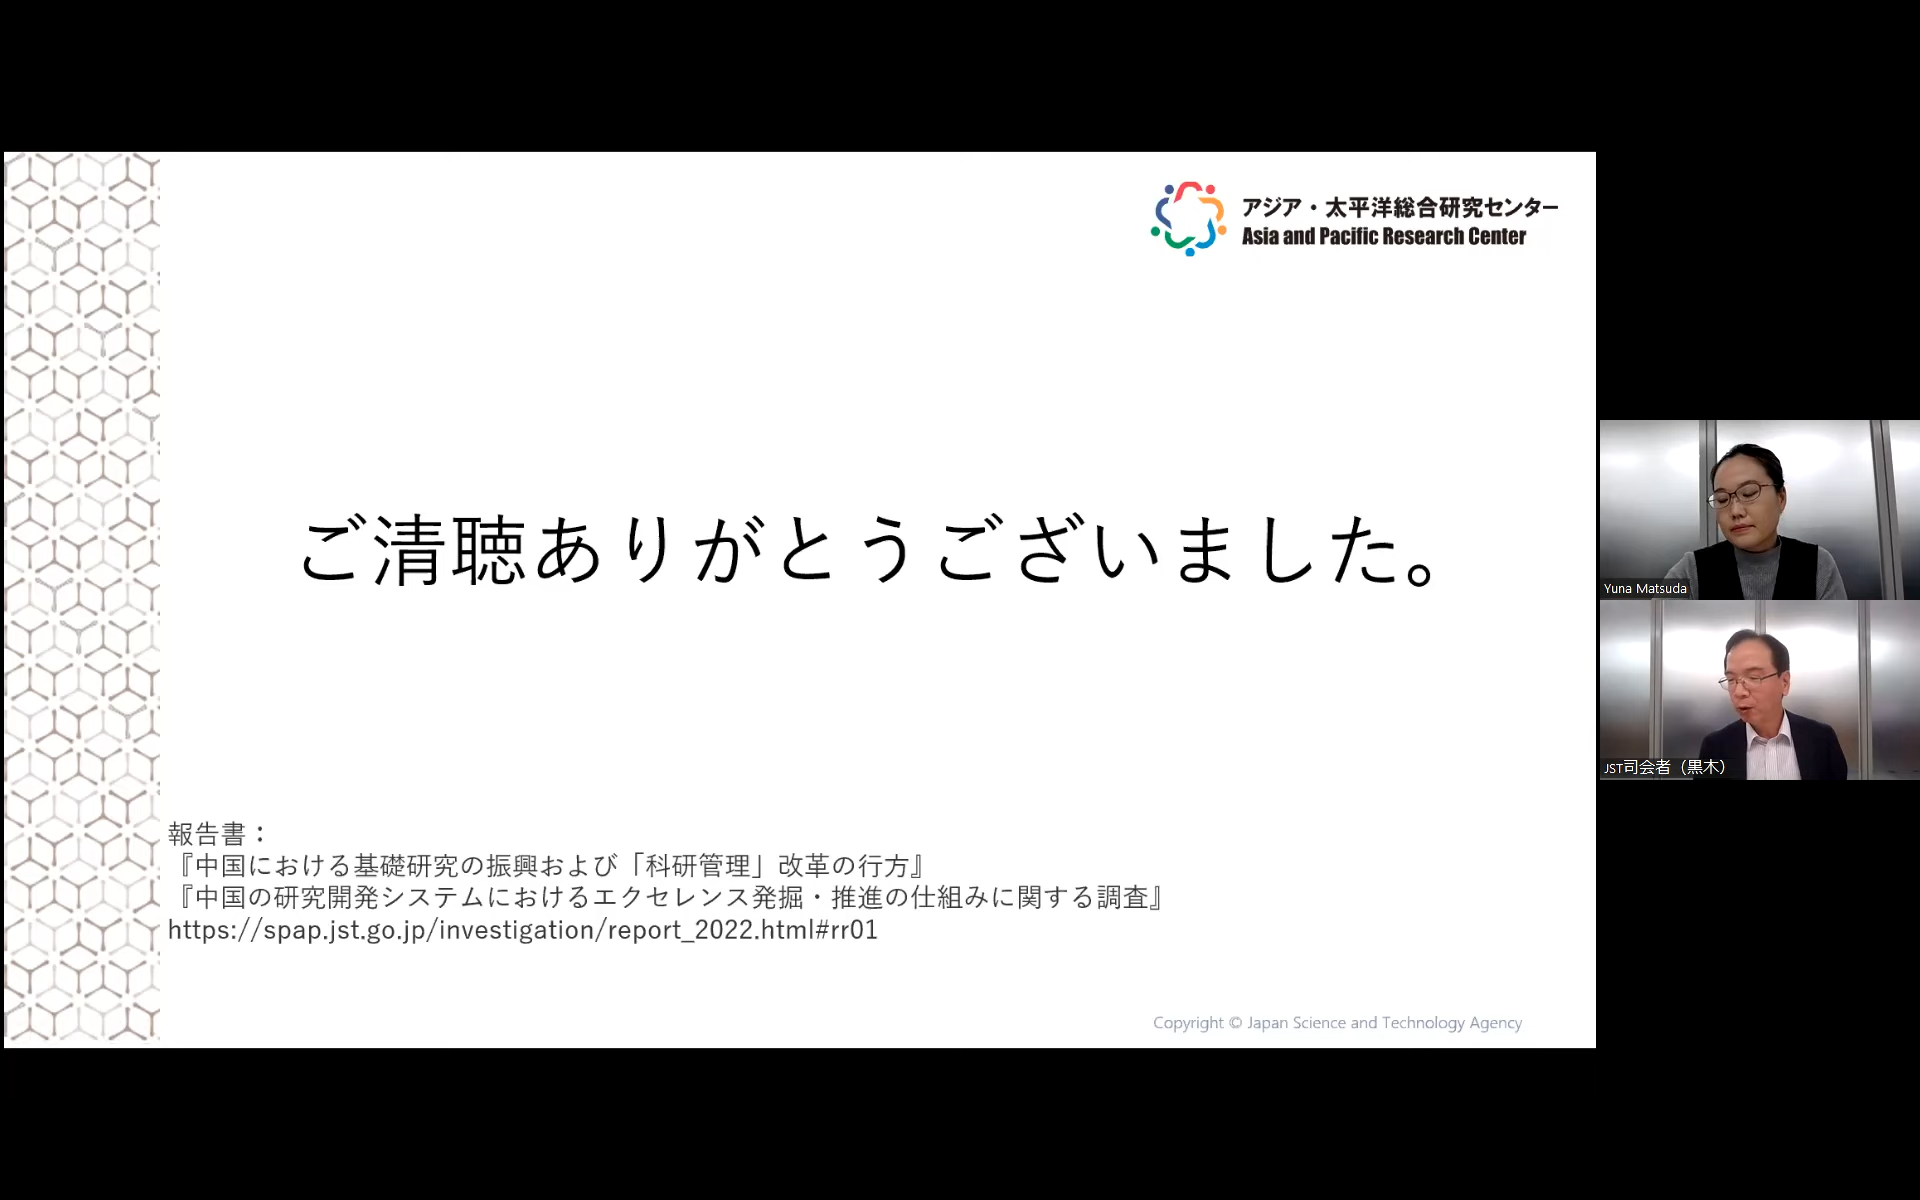 アジア・太平洋総合研究センター
Asia and Pacific Research Center
ご清聴ありがとうございました。
Yuna Matsuda
JST司会者（黒木）
報告書：
『中国における基礎研究の振興および「科研管理」改革の行方』
『中国の研究開発システムにおけるエクセレンス発掘・推進の仕組みに関する調査』
https://spap.jst.go.jp/investigation/report_2022.html#rr01
Copyright © Japan Science and Technology Agency